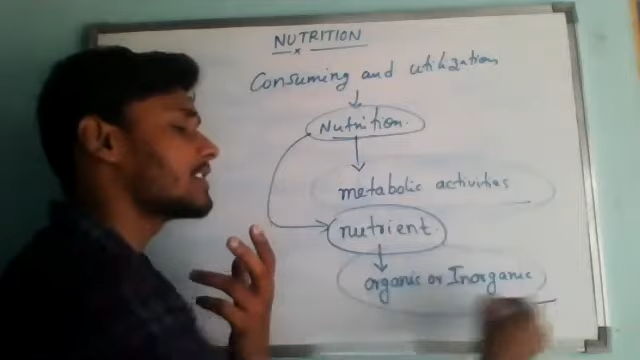 NUTRITION
Consuming and utilization
Nutrition.
metabolic activities
nutrient.
organic or Inorganic